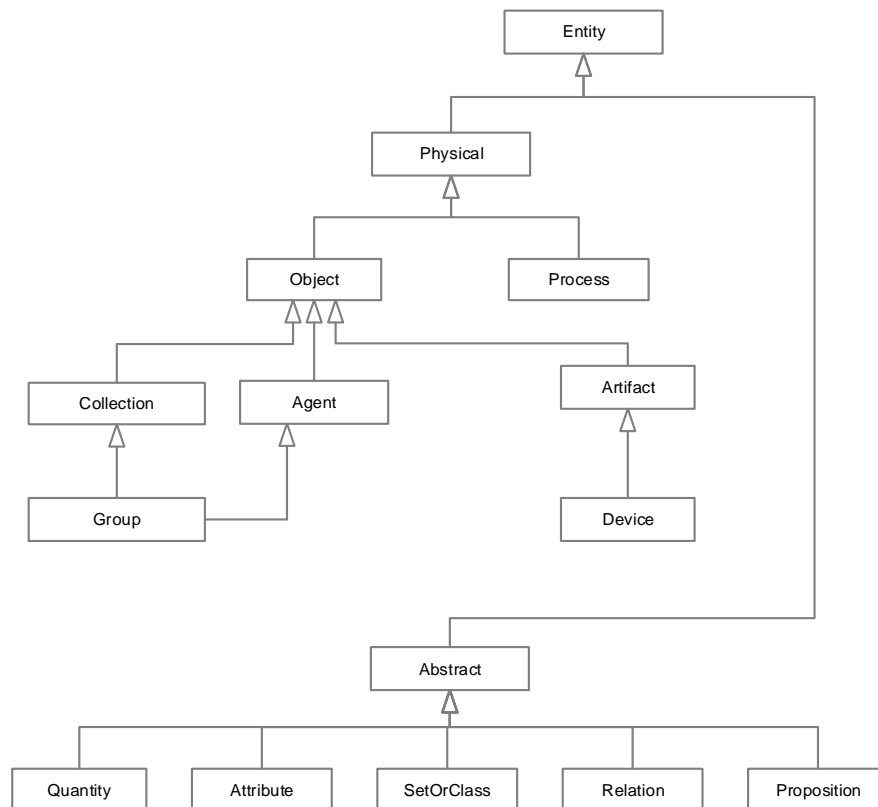 Entity
Physical
Object
Process
Collection
Agent
Artifact
Group
Device
Abstract
Quantity
Attribute
SetOrClass
Relation
Proposition